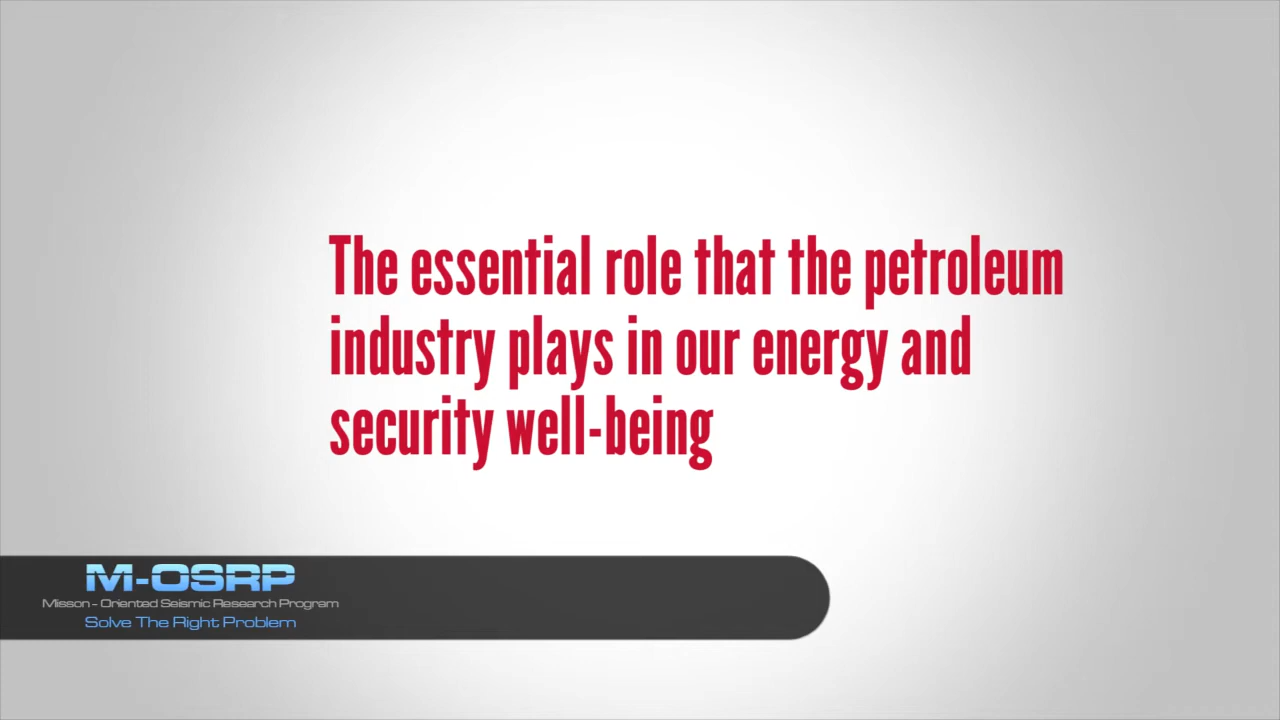 The essential role that the petroleum
industry plays in our energy and
security well-being
M-OSRP
Misson - Oriented Seismic Research Program
Solve The Right Problem